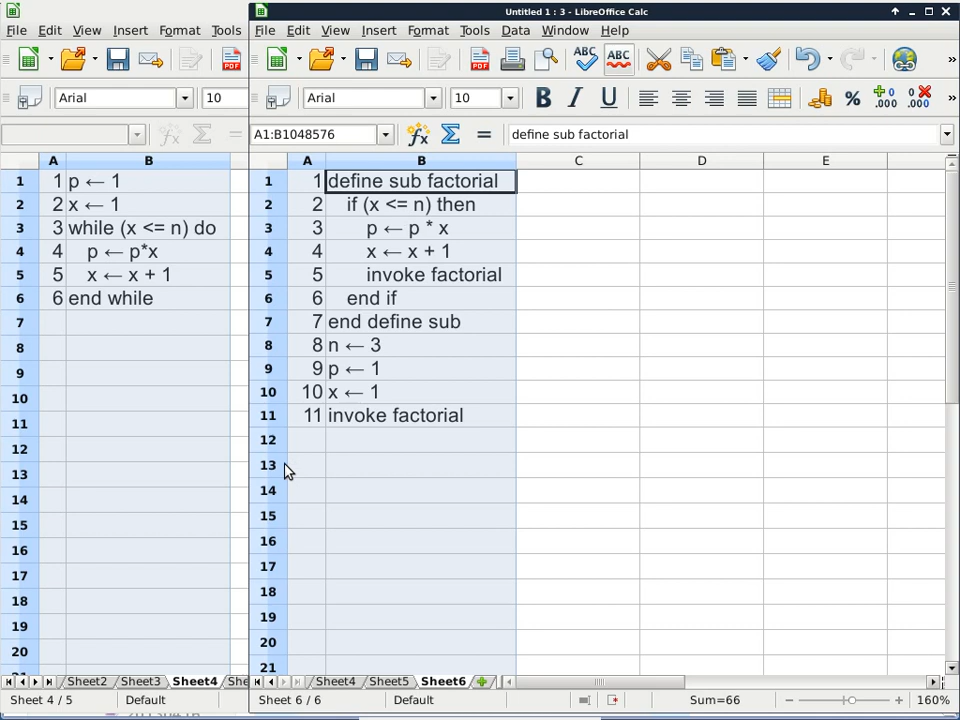 Untitled 1 : 3 - LibreOffice Calc
File Edit View Insert Format Tools
File Edit View Insert Format Tools Data Window Help
Arial 10
Arial 10
A1:B1048576 define sub factorial
A B
1 1 p ← 1
2 2 x ← 1
3 3 while (x <= n) do
4 4 p ← p*x
5 5 x ← x + 1
6 6 end while
7
8
9
10
11
12
13
14
15
16
17
18
19
20
A B C D E
1 1 define sub factorial
2 2 if (x <= n) then
3 3 p ← p * x
4 4 x ← x + 1
5 5 invoke factorial
6 6 end if
7 7 end define sub
8 8 n ← 3
9 9 p ← 1
10 10 x ← 1
11 11 invoke factorial
12
13
14
15
16
17
18
19
20
21
Sheet2 Sheet3 Sheet4 She
Sheet4 Sheet5 Sheet6
Sheet 4 / 5 Default
Sheet 6 / 6 Default Sum=66 160%